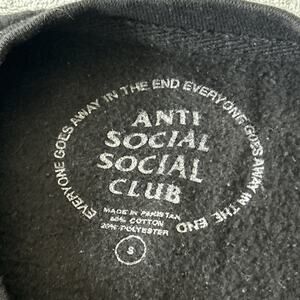 EVERYONE GOES AWAY IN THE END EVERYONE GOES AWAY IN THE END
ANTI
SOCIAL
SOCIAL
CLUB
MADE IN PAKISTAN
80% COTTON
20% POLYESTER
S